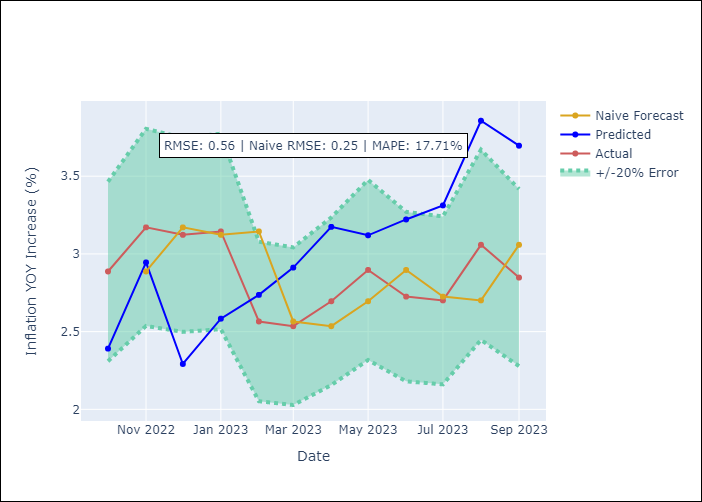 RMSE: 0.56 | Naive RMSE: 0.25 | MAPE: 17.71%
Naive Forecast
Predicted
Actual
+/-20% Error
Inflation YOY Increase (%)
3.5
3
2.5
2
Nov 2022
Jan 2023
Mar 2023
May 2023
Jul 2023
Sep 2023
Date